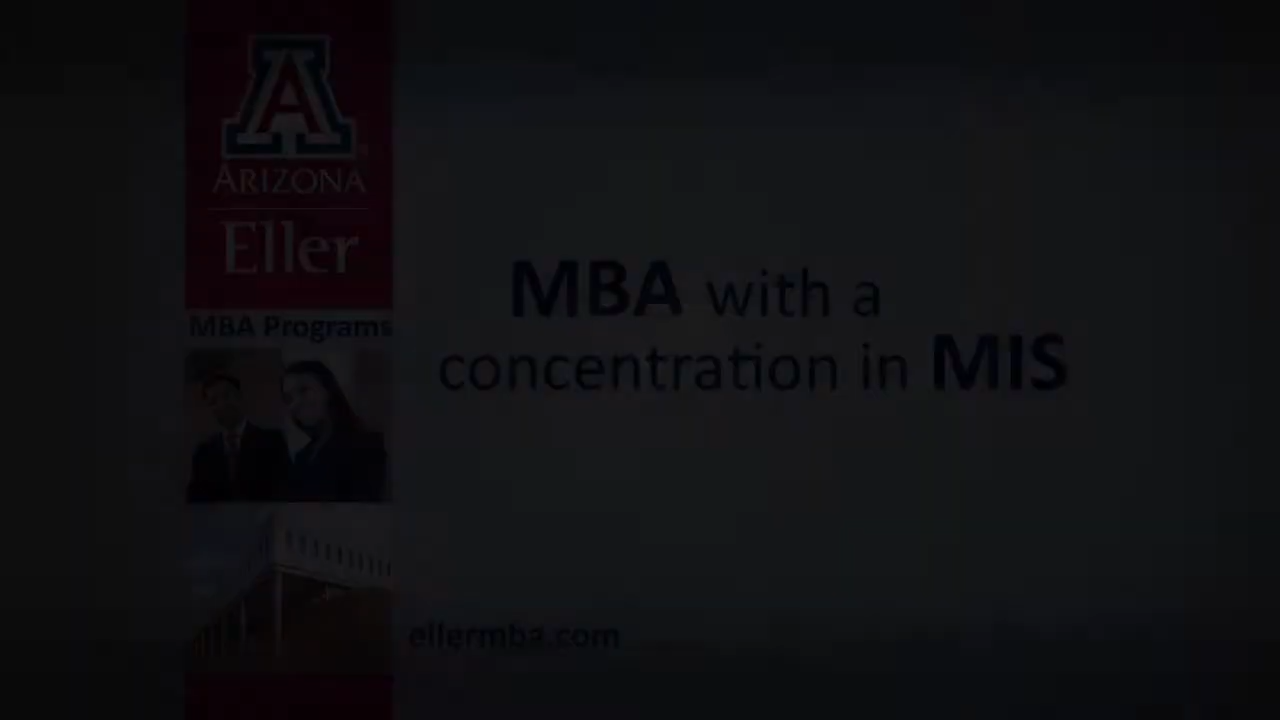 A
ARIZONA
Eller
MBA Programs
MBA with a
concentration in MIS
ellermba.com